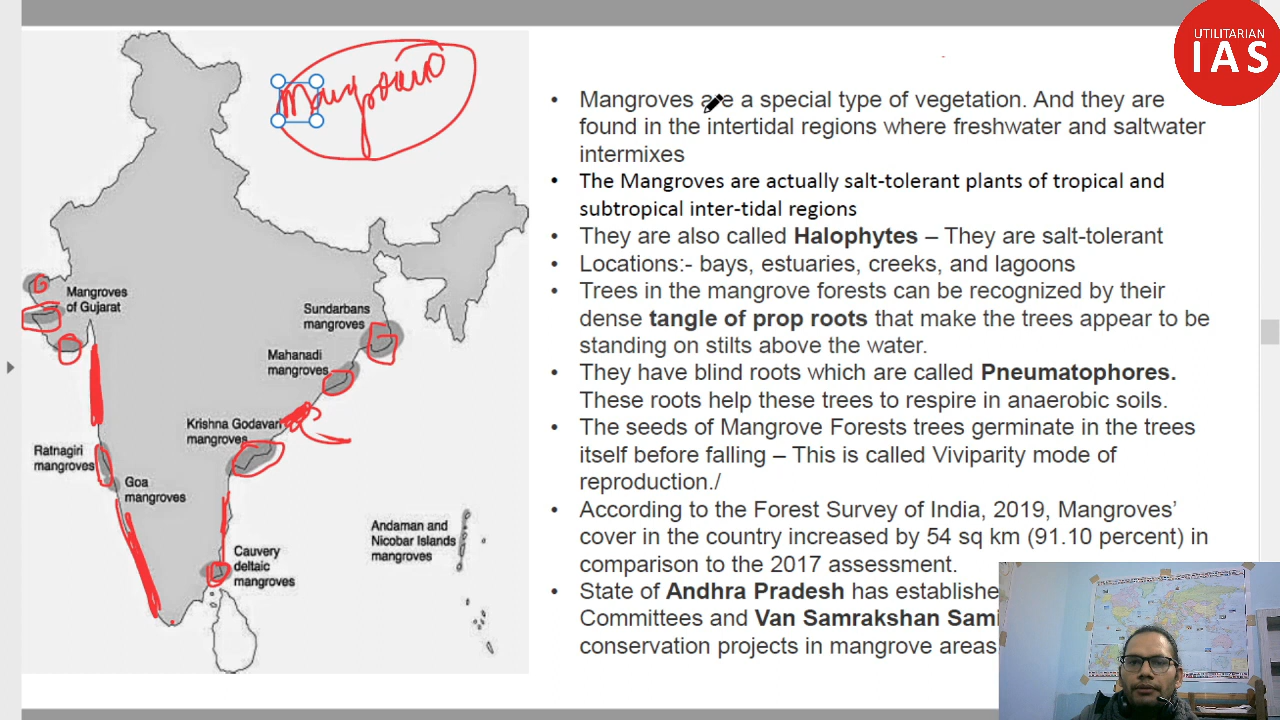 UTILITARIAN
IAS
Mangroves
• Mangroves are a special type of vegetation. And they are
found in the intertidal regions where freshwater and saltwater
intermixes
• The Mangroves are actually salt-tolerant plants of tropical and
subtropical inter-tidal regions
• They are also called Halophytes – They are salt-tolerant
• Locations:- bays, estuaries, creeks, and lagoons
• Trees in the mangrove forests can be recognized by their
dense tangle of prop roots that make the trees appear to be
standing on stilts above the water.
• They have blind roots which are called Pneumatophores.
These roots help these trees to respire in anaerobic soils.
• The seeds of Mangrove Forests trees germinate in the trees
itself before falling – This is called Viviparity mode of
reproduction./
• According to the Forest Survey of India, 2019, Mangroves’
cover in the country increased by 54 sq km (91.10 percent) in
comparison to the 2017 assessment.
• State of Andhra Pradesh has establishe
Committees and Van Samrakshan Sami
conservation projects in mangrove areas
Mangroves
of Gujarat
Sundarbans
mangroves
Mahanadi
mangroves
Krishna Godavari
mangroves
Ratnagiri
mangroves
Goa
mangroves
Andaman and
Nicobar Islands
mangroves
Cauvery
deltaic
mangroves